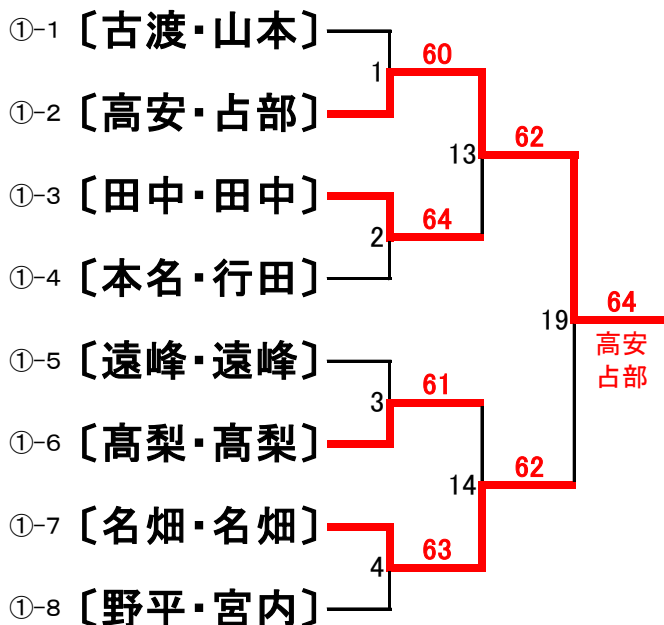 ①-1〔古渡・山本〕
60
1
①-2〔高安・占部〕
62
13
①-3〔田中・田中〕
64
2
①-4〔本名・行田〕
64
19
高安
占部
①-5〔遠峰・遠峰〕
61
3
①-6〔髙梨・髙梨〕
62
14
①-7〔名畑・名畑〕
63
4
①-8〔野平・宮内〕